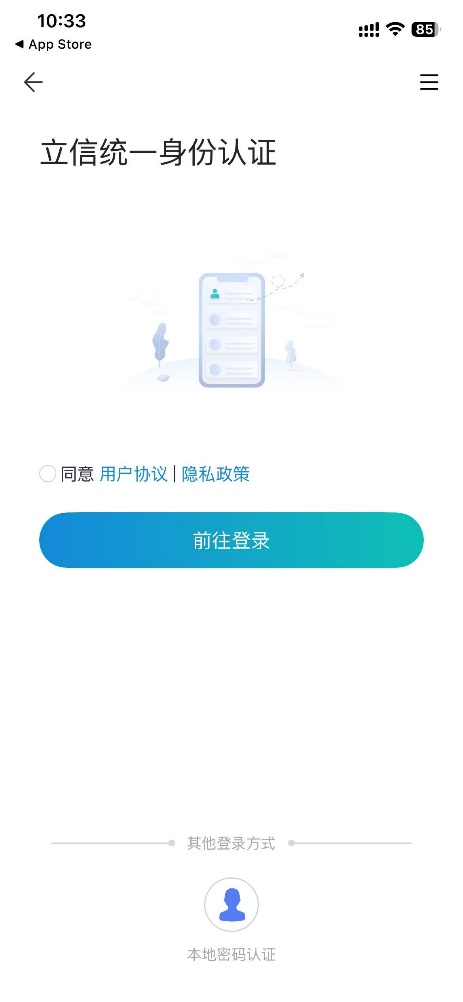 10:33
85
◀ App Store
立信统一身份认证
同意 用户协议 | 隐私政策
前往登录
其他登录方式
本地密码认证